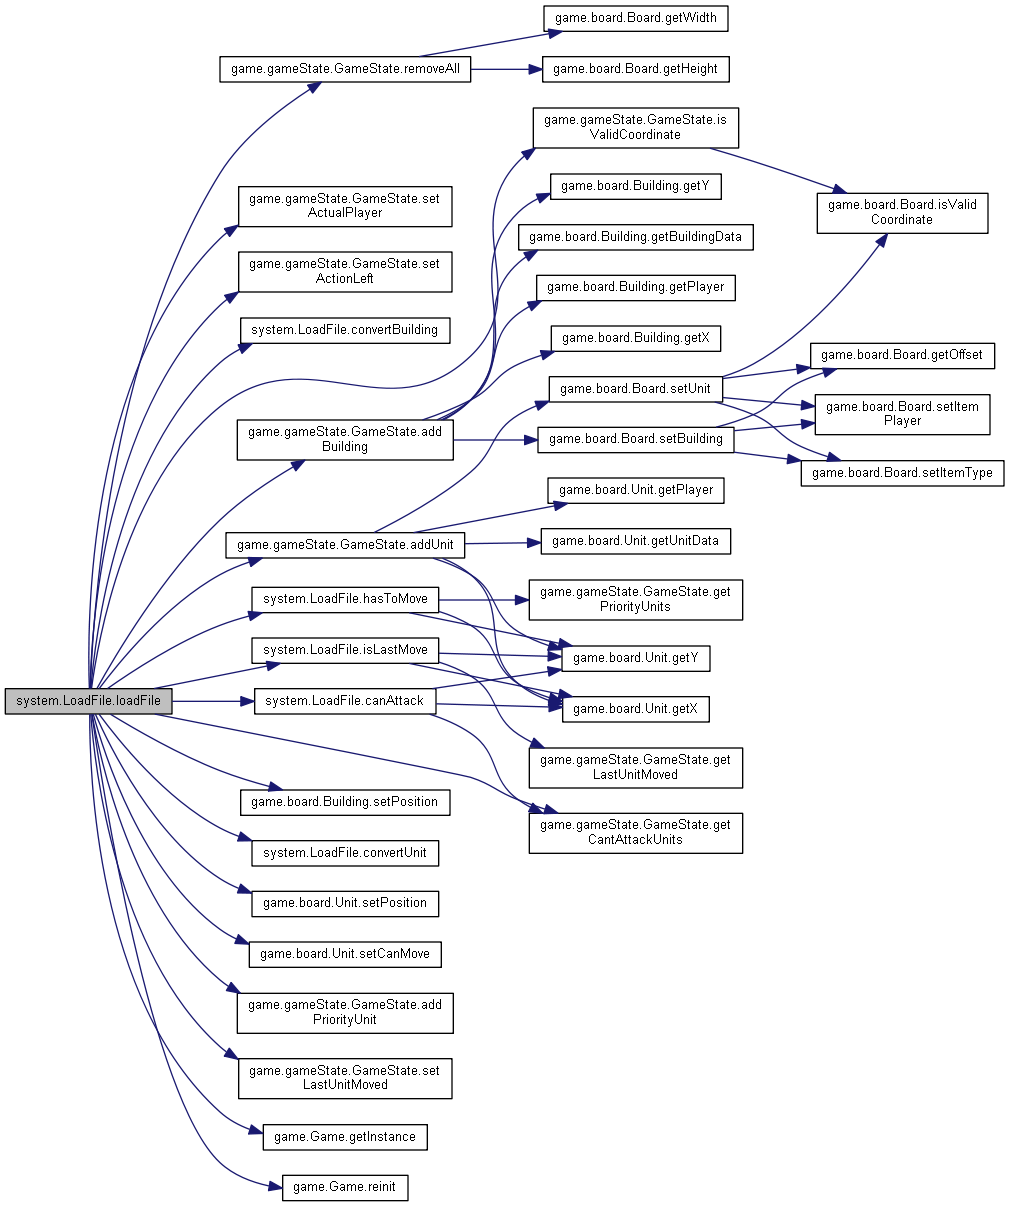 game.board.Board.getWidth
game.gameState.GameState.removeAll
game.board.Board.getHeight
game.gameState.GameState.is
ValidCoordinate
game.board.Building.getY
game.gameState.GameState.set
ActualPlayer
game.board.Board.isValid
Coordinate
game.board.Building.getBuildingData
game.gameState.GameState.set
ActionLeft
game.board.Building.getPlayer
system.LoadFile.convertBuilding
game.board.Building.getX
game.board.Board.getOffset
game.board.Board.setUnit
game.board.Board.setItem
Player
game.gameState.GameState.add
Building
game.board.Board.setBuilding
game.board.Board.setItemType
game.board.Unit.getPlayer
game.gameState.GameState.addUnit
game.board.Unit.getUnitData
system.LoadFile.hasToMove
game.gameState.GameState.get
PriorityUnits
system.LoadFile.isLastMove
game.board.Unit.getY
system.LoadFile.loadFile
system.LoadFile.canAttack
game.board.Unit.getX
game.gameState.GameState.get
LastUnitMoved
game.board.Building.setPosition
game.gameState.GameState.get
CantAttackUnits
system.LoadFile.convertUnit
game.board.Unit.setPosition
game.board.Unit.setCanMove
game.gameState.GameState.add
PriorityUnit
game.gameState.GameState.set
LastUnitMoved
game.Game.getInstance
game.Game.reinit